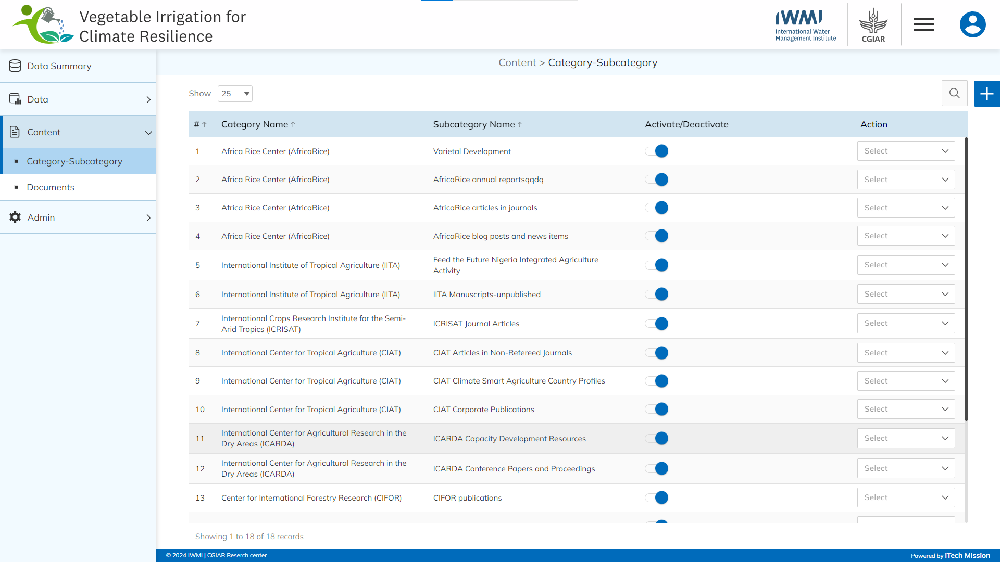 Vegetable Irrigation for
Climate Resilience
IWMI
International Water
Management Institute
CGIAR
Data Summary
Data
Content
Category-Subcategory
Documents
Admin
Content > Category-Subcategory
Show 25
# ↑ Category Name ↑ Subcategory Name ↑ Activate/Deactivate Action
1 Africa Rice Center (AfricaRice) Varietal Development Select
2 Africa Rice Center (AfricaRice) AfricaRice annual reportsqqdq Select
3 Africa Rice Center (AfricaRice) AfricaRice articles in journals Select
4 Africa Rice Center (AfricaRice) AfricaRice blog posts and news items Select
5 International Institute of Tropical Agriculture (IITA) Feed the Future Nigeria Integrated Agriculture
Activity Select
6 International Institute of Tropical Agriculture (IITA) IITA Manuscripts-unpublished Select
7 International Crops Research Institute for the Semi-
Arid Tropics (ICRISAT) ICRISAT Journal Articles Select
8 International Center for Tropical Agriculture (CIAT) CIAT Articles in Non-Refereed Journals Select
9 International Center for Tropical Agriculture (CIAT) CIAT Climate Smart Agriculture Country Profiles Select
10 International Center for Tropical Agriculture (CIAT) CIAT Corporate Publications Select
11 International Center for Agricultural Research in the
Dry Areas (ICARDA) ICARDA Capacity Development Resources Select
12 International Center for Agricultural Research in the
Dry Areas (ICARDA) ICARDA Conference Papers and Proceedings Select
13 Center for International Forestry Research (CIFOR) CIFOR publications Select
Showing 1 to 18 of 18 records
© 2024 IWMI | CGIAR Reserch center
Powered by iTech Mission